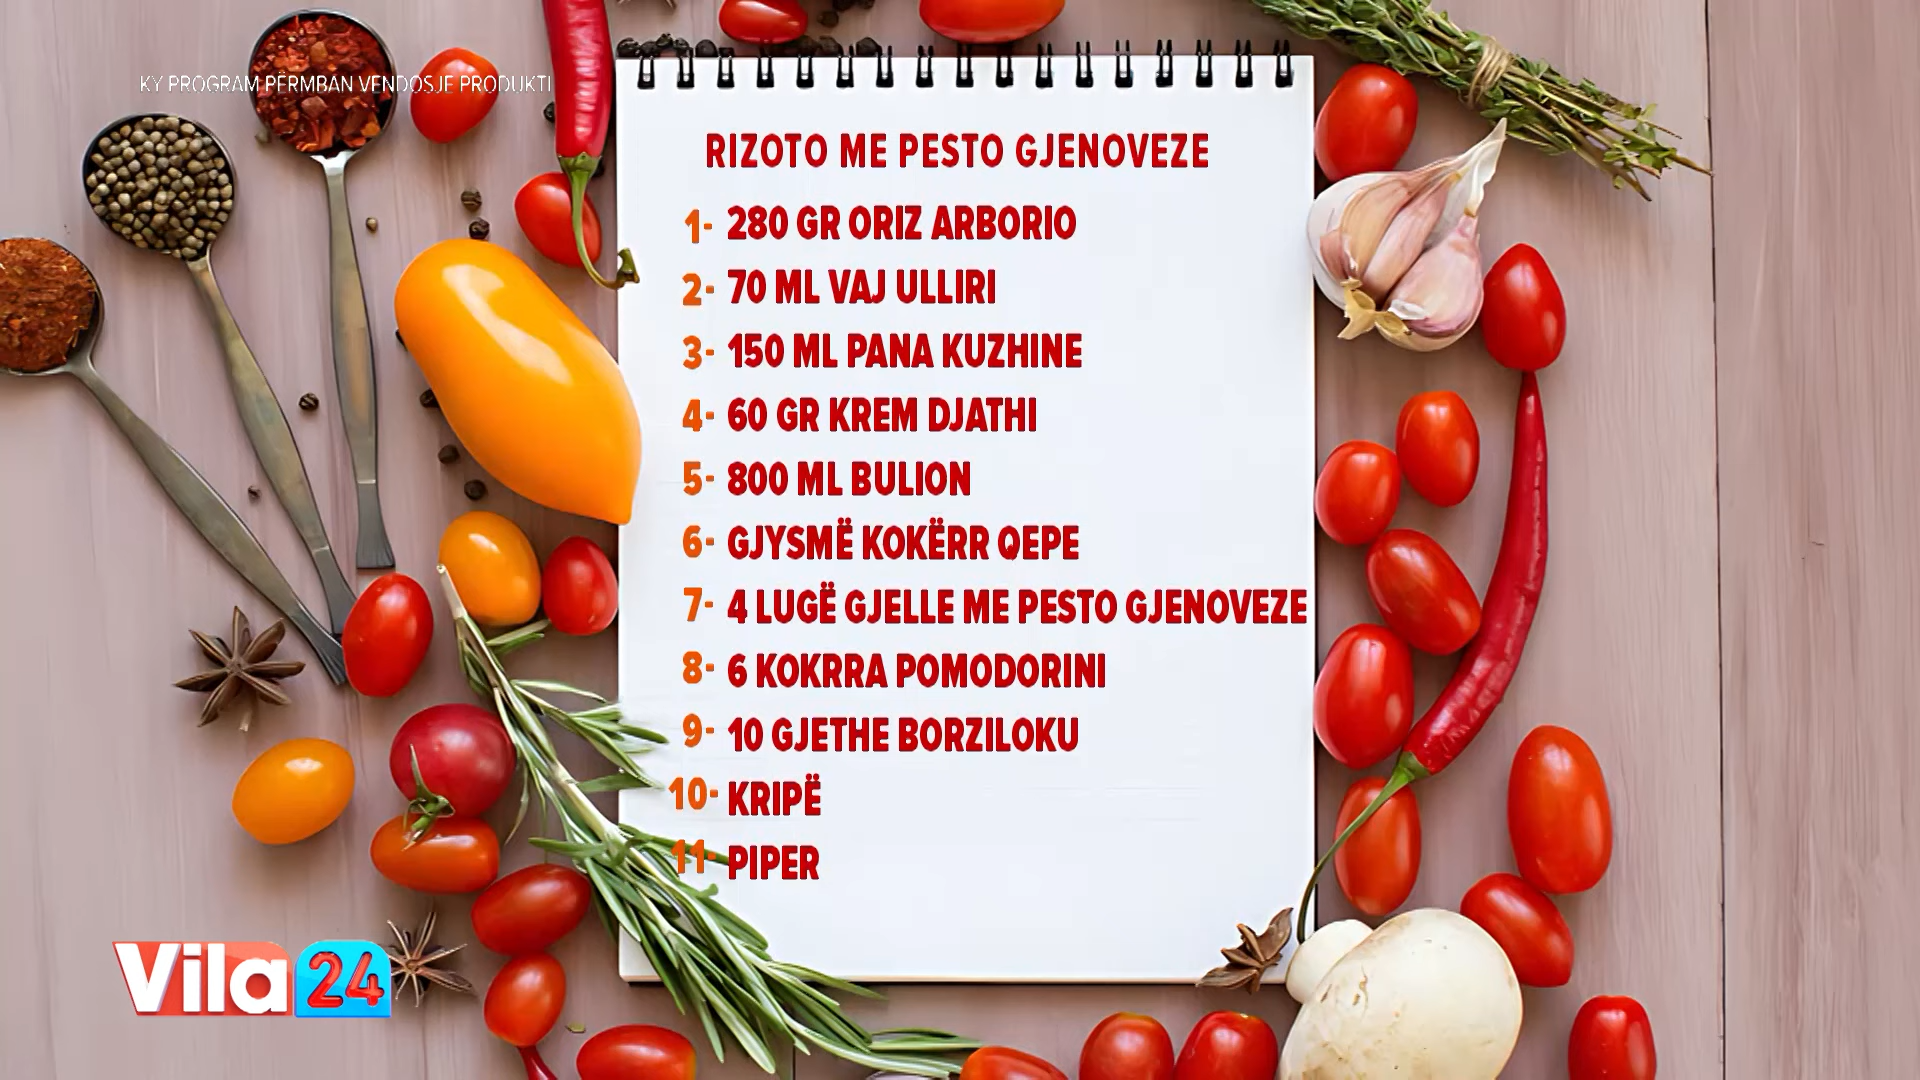 KY PROGRAM PËRMBAN VENDOSJE PRODUKTI
RIZOTO ME PESTO GJENOVEZE
1- 280 GR ORIZ ARBORIO
2- 70 ML VAJ ULLIRI
3- 150 ML PANA KUZHINE
4- 60 GR KREM DJATHI
5- 800 ML BULION
6- GJYSMË KOKËRR QEPE
7- 4 LUGË GJELLE ME PESTO GJENOVEZE
8- 6 KOKRRA POMODORINI
9- 10 GJETHE BORZILOKU
10- KRIPË
11- PIPER
Vila 24